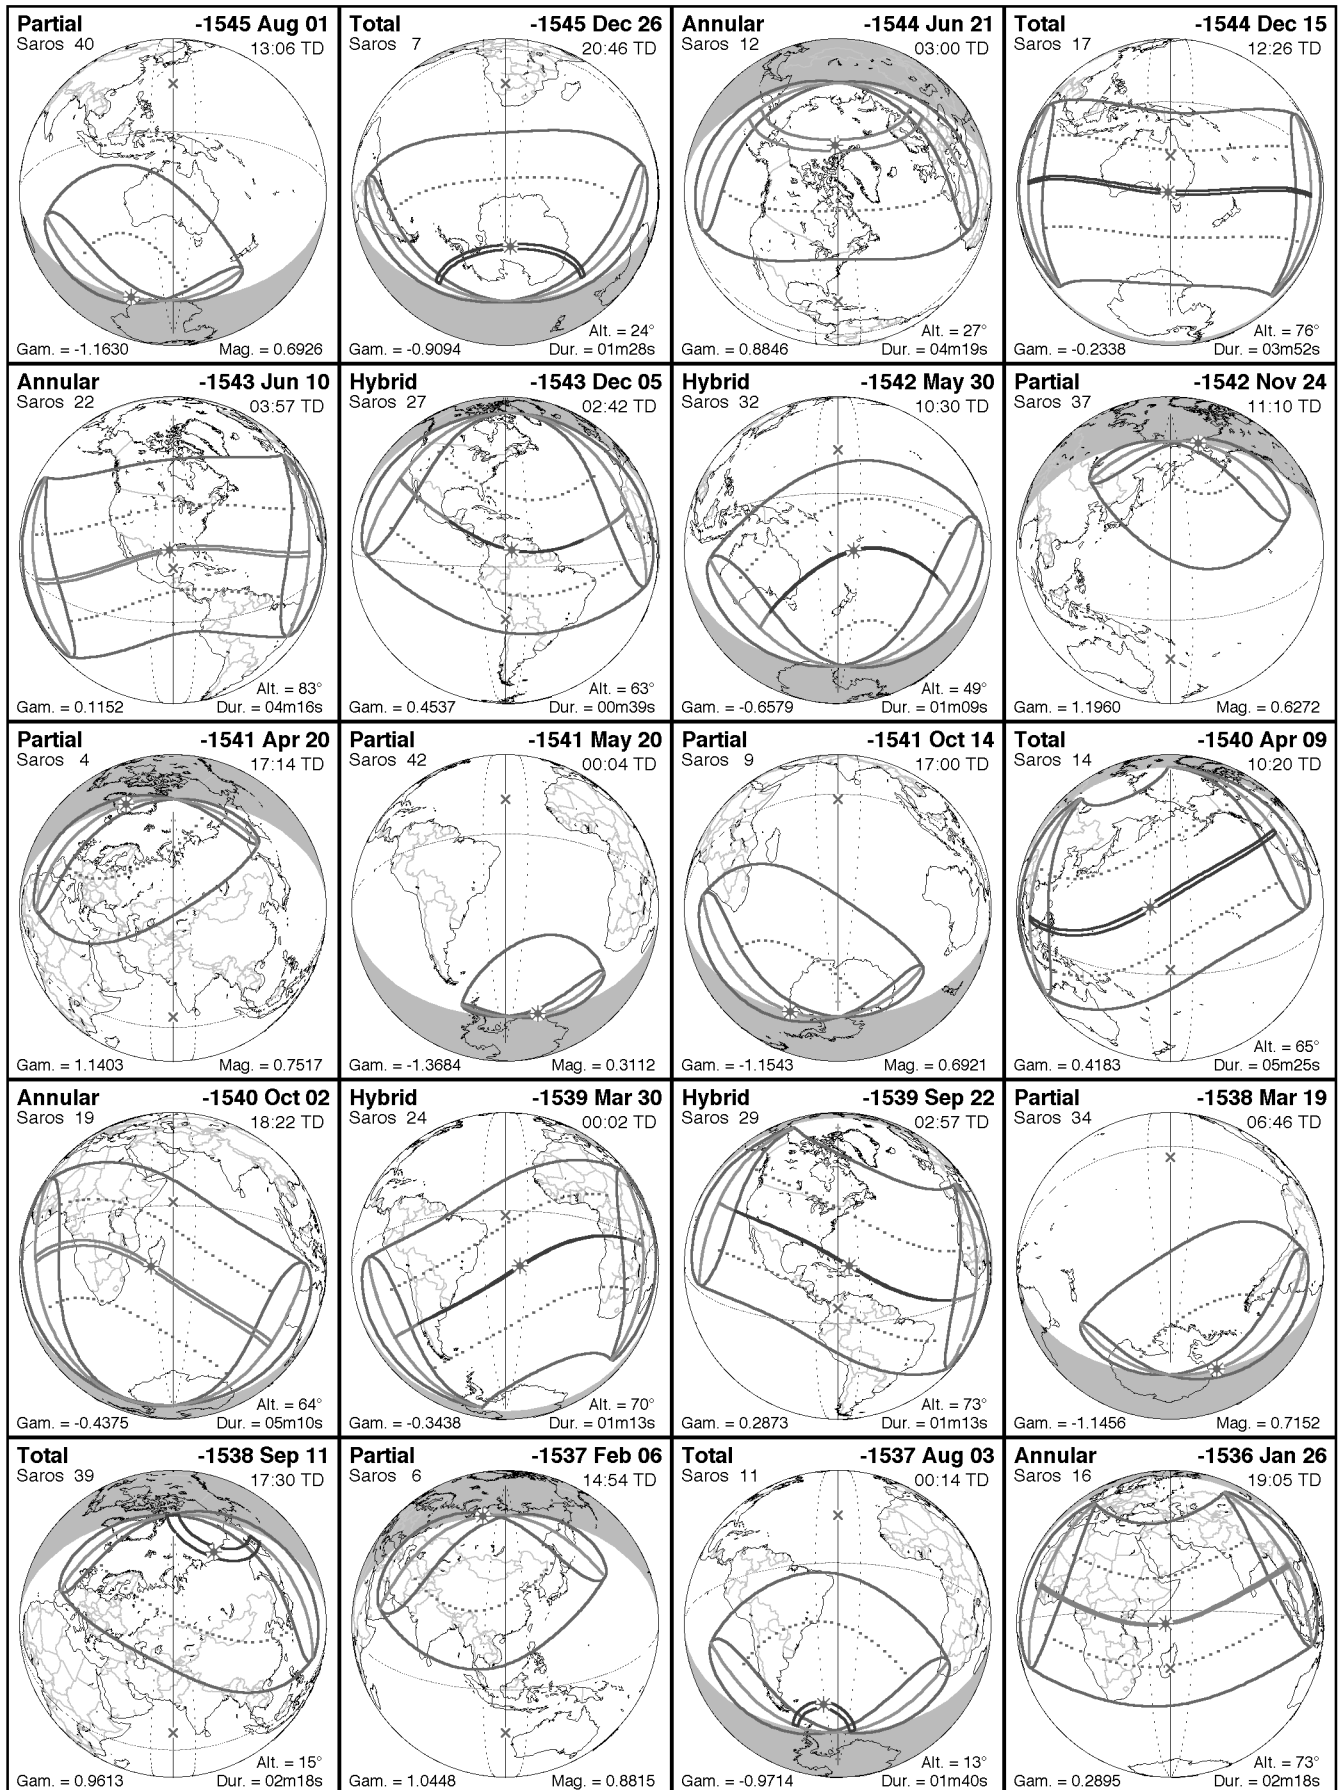 Partial -1545 Aug 01
Saros 40 13:06 TD
Gam. = -1.1630 Mag. = 0.6926
Total -1545 Dec 26
Saros 7 20:46 TD
Alt. = 24°
Gam. = -0.9094 Dur. = 01m28s
Annular -1544 Jun 21
Saros 12 03:00 TD
Alt. = 27°
Gam. = 0.8846 Dur. = 04m19s
Total -1544 Dec 15
Saros 17 12:26 TD
Alt. = 76°
Gam. = -0.2338 Dur. = 03m52s
Annular -1543 Jun 10
Saros 22 03:57 TD
Alt. = 83°
Gam. = 0.1152 Dur. = 04m16s
Hybrid -1543 Dec 05
Saros 27 02:42 TD
Alt. = 63°
Gam. = 0.4537 Dur. = 00m39s
Hybrid -1542 May 30
Saros 32 10:30 TD
Alt. = 49°
Gam. = -0.6579 Dur. = 01m09s
Partial -1542 Nov 24
Saros 37 11:10 TD
Gam. = 1.1960 Mag. = 0.6272
Partial -1541 Apr 20
Saros 4 17:14 TD
Gam. = 1.1403 Mag. = 0.7517
Partial -1541 May 20
Saros 42 00:04 TD
Gam. = -1.3684 Mag. = 0.3112
Partial -1541 Oct 14
Saros 9 17:00 TD
Gam. = -1.1543 Mag. = 0.6921
Total -1540 Apr 09
Saros 14 10:20 TD
Alt. = 65°
Gam. = 0.4183 Dur. = 05m25s
Annular -1540 Oct 02
Saros 19 18:22 TD
Alt. = 64°
Gam. = -0.4375 Dur. = 05m10s
Hybrid -1539 Mar 30
Saros 24 00:02 TD
Alt. = 70°
Gam. = -0.3438 Dur. = 01m13s
Hybrid -1539 Sep 22
Saros 29 02:57 TD
Alt. = 73°
Gam. = 0.2873 Dur. = 01m13s
Partial -1538 Mar 19
Saros 34 06:46 TD
Gam. = -1.1456 Mag. = 0.7152
Total -1538 Sep 11
Saros 39 17:30 TD
Alt. = 15°
Gam. = 0.9613 Dur. = 02m18s
Partial -1537 Feb 06
Saros 6 14:54 TD
Gam. = 1.0448 Mag. = 0.8815
Total -1537 Aug 03
Saros 11 00:14 TD
Alt. = 13°
Gam. = -0.9714 Dur. = 01m40s
Annular -1536 Jan 26
Saros 16 19:05 TD
Alt. = 73°
Gam. = 0.2895 Dur. = 02m18s